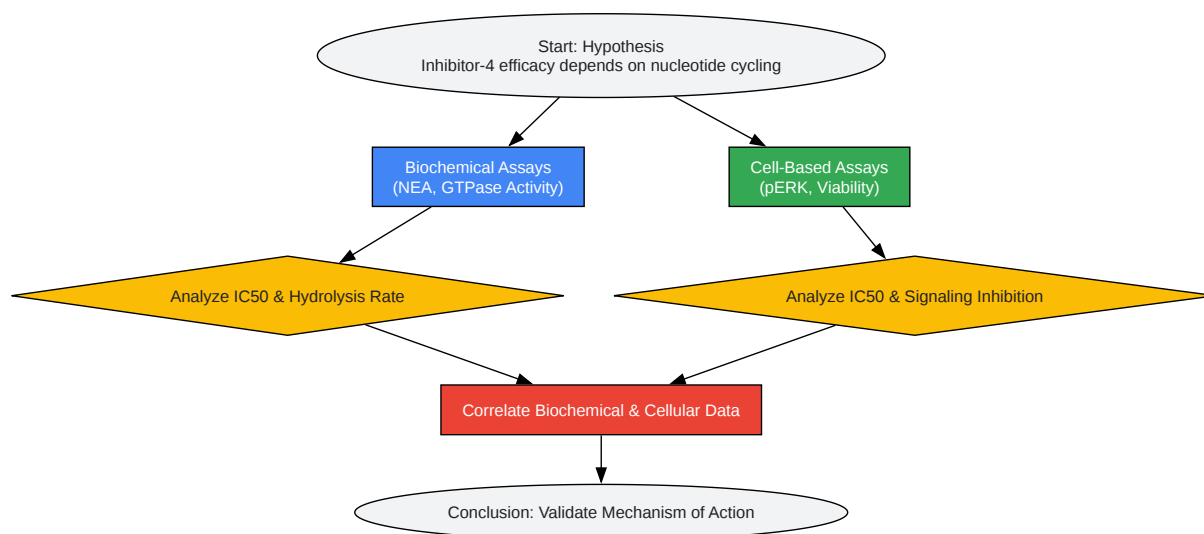 Start: Hypothesis
Inhibitor-4 efficacy depends on nucleotide cycling
Biochemical Assays
(NEA, GTPase Activity)
Cell-Based Assays
(pERK, Viability)
Analyze IC50 & Hydrolysis Rate
Analyze IC50 & Signaling Inhibition
Correlate Biochemical & Cellular Data
Conclusion: Validate Mechanism of Action